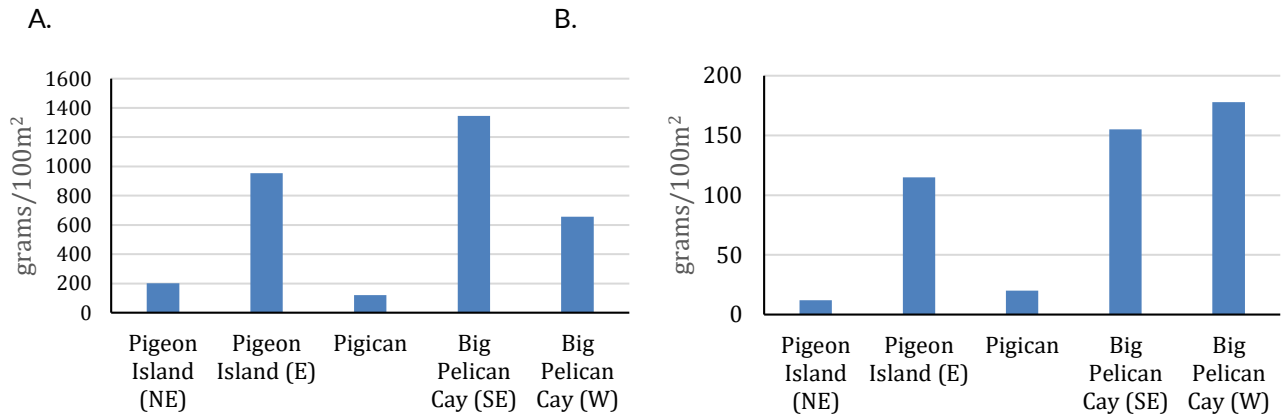 A.
1600
1400
1200
1000
800
600
400
200
0
grams/100m²
Pigeon Island (NE)
Pigeon Island (E)
Pigican
Big Pelican Cay (SE)
Big Pelican Cay (W)
B.
200
150
100
50
0
grams/100m²
Pigeon Island (NE)
Pigeon Island (E)
Pigican
Big Pelican Cay (SE)
Big Pelican Cay (W)